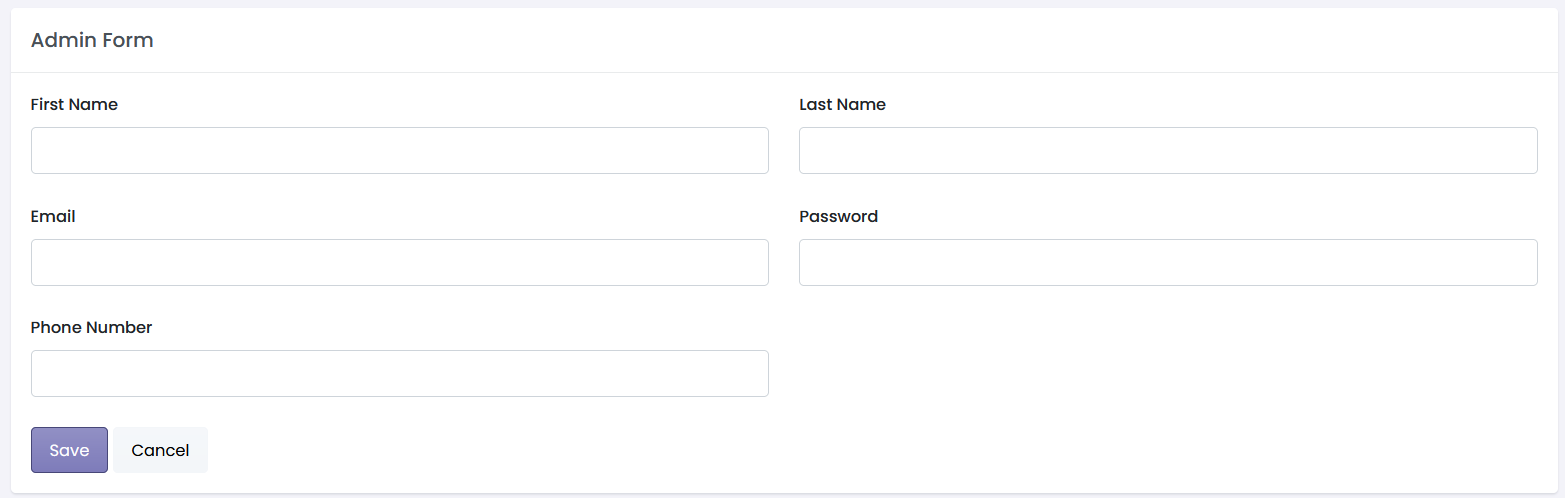 Admin Form
First Name
Last Name
Email
Password
Phone Number
Save
Cancel